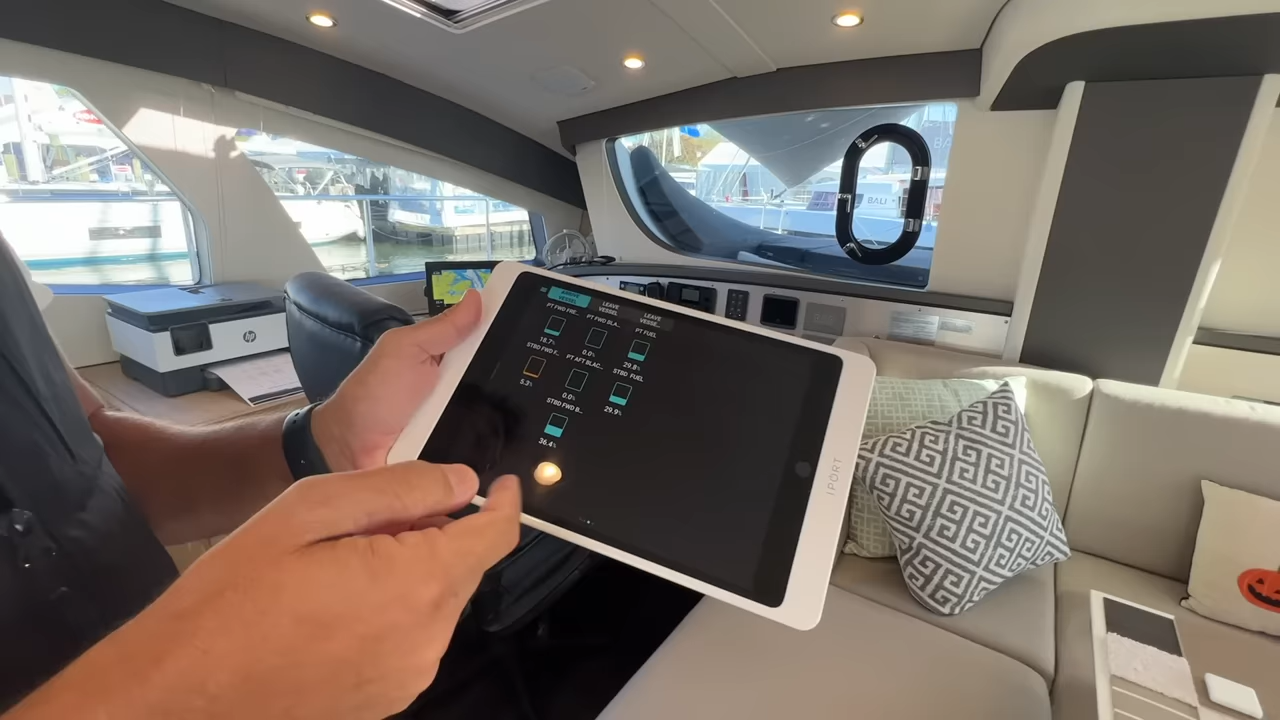 BALI
hp
ARRIVE VESSEL
LEAVE VESSEL
LEAVE VESSE...
PT FWD FRE...
18.7%
PT FWD BLA...
0.0%
PT FUEL
29.8%
STBD FWD F...
5.3%
PT AFT BLAC...
0.0%
STBD FUEL
29.9%
STBD FWD B...
36.4%
IPORT